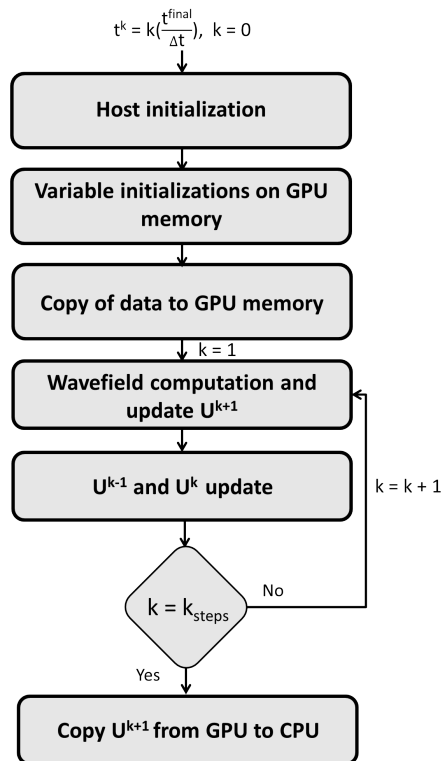 tᵏ = k(t^final/Δt), k = 0
Host initialization
Variable initializations on GPU
memory
Copy of data to GPU memory
k = 1
Wavefield computation and
update Uᵏ⁺¹
Uᵏ⁻¹ and Uᵏ update
k = k + 1
k = k_steps
No
Yes
Copy Uᵏ⁺¹ from GPU to CPU